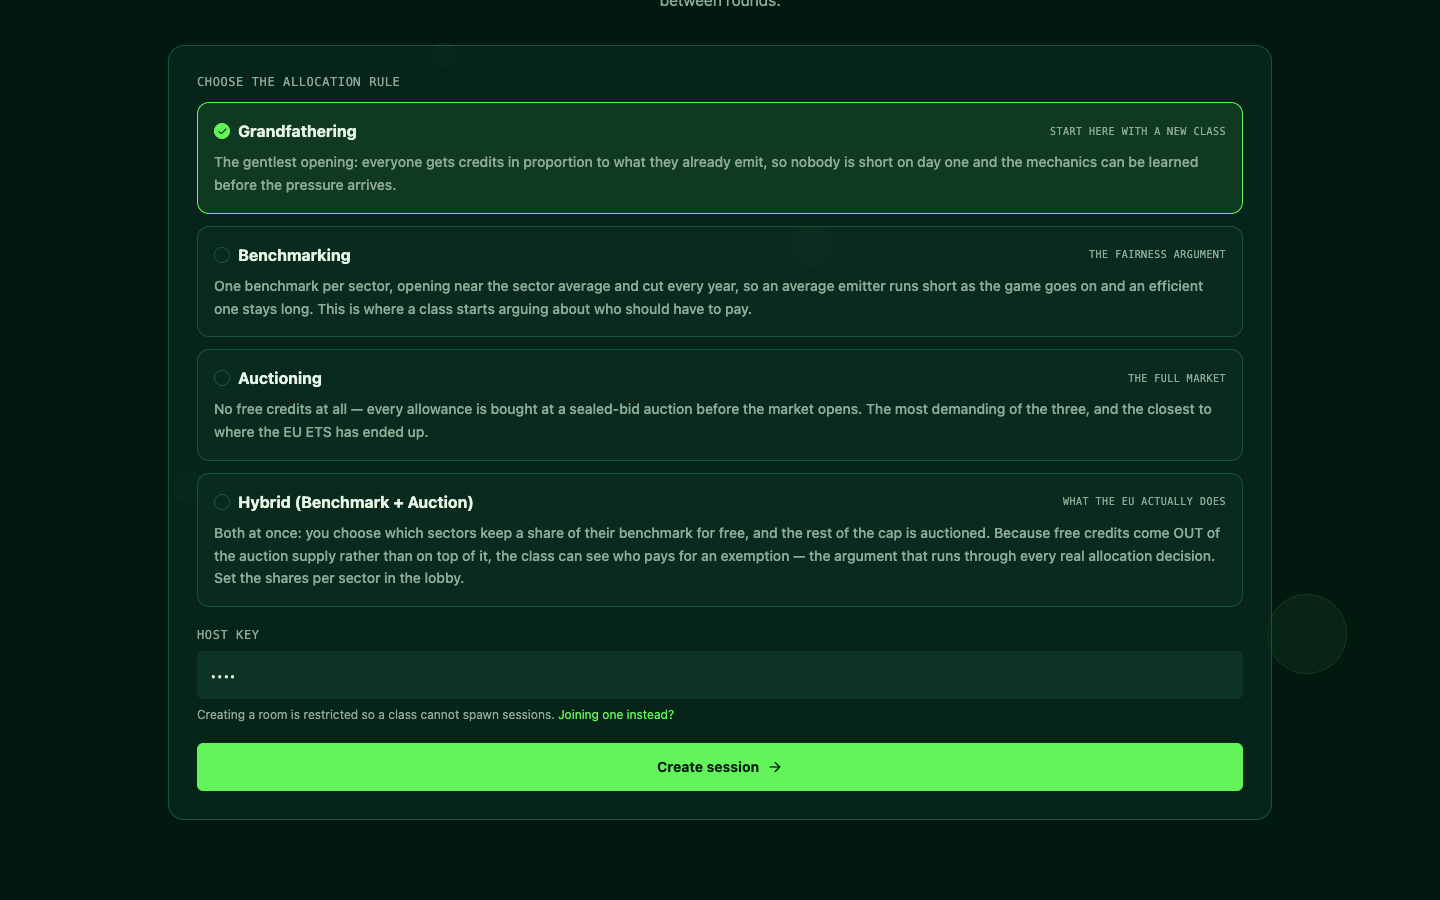 between rounds.
CHOOSE THE ALLOCATION RULE
Grandfathering
START HERE WITH A NEW CLASS
The gentlest opening: everyone gets credits in proportion to what they already emit, so nobody is short on day one and the mechanics can be learned
before the pressure arrives.
Benchmarking
THE FAIRNESS ARGUMENT
One benchmark per sector, opening near the sector average and cut every year, so an average emitter runs short as the game goes on and an efficient
one stays long. This is where a class starts arguing about who should have to pay.
Auctioning
THE FULL MARKET
No free credits at all — every allowance is bought at a sealed-bid auction before the market opens. The most demanding of the three, and the closest to
where the EU ETS has ended up.
Hybrid (Benchmark + Auction)
WHAT THE EU ACTUALLY DOES
Both at once: you choose which sectors keep a share of their benchmark for free, and the rest of the cap is auctioned. Because free credits come OUT of
the auction supply rather than on top of it, the class can see who pays for an exemption — the argument that runs through every real allocation decision.
Set the shares per sector in the lobby.
HOST KEY
••••
Creating a room is restricted so a class cannot spawn sessions. Joining one instead?
Create session →